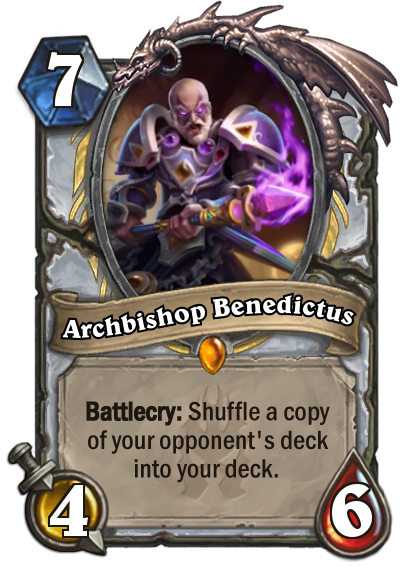 7
Archbishop Benedictus
Battlecry: Shuffle a copy
of your opponent's deck
into your deck.
4
6